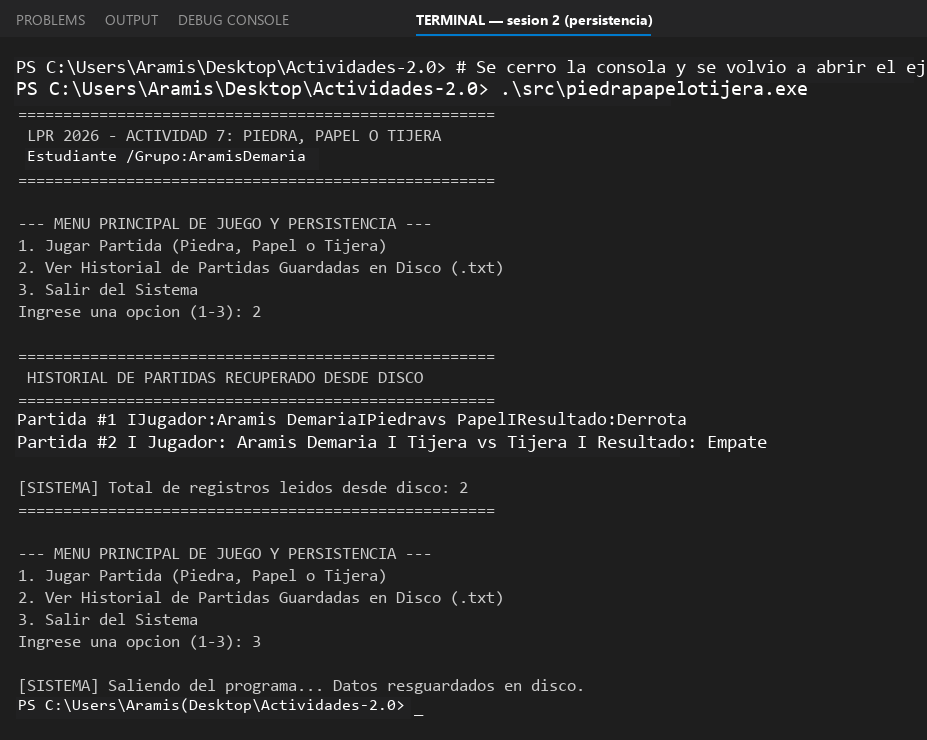 PROBLEMS OUTPUT DEBUG CONSOLE TERMINAL — sesion 2 (persistencia)
PS C:\Users\Aramis\Desktop\Actividades-2.0> # Se cerro la consola y se volvio a abrir el ej
PS C:\Users\Aramis\Desktop\Actividades-2.0> .\src\piedrapapelotijera.exe
=====================================================
LPR 2026 - ACTIVIDAD 7: PIEDRA, PAPEL O TIJERA
Estudiante /Grupo:AramisDemaria
=====================================================
--- MENU PRINCIPAL DE JUEGO Y PERSISTENCIA ---
1. Jugar Partida (Piedra, Papel o Tijera)
2. Ver Historial de Partidas Guardadas en Disco (.txt)
3. Salir del Sistema
Ingrese una opcion (1-3): 2
=====================================================
HISTORIAL DE PARTIDAS RECUPERADO DESDE DISCO
=====================================================
Partida #1 IJugador:Aramis DemariaIPiedravs PapelIResultado:Derrota
Partida #2 I Jugador: Aramis Demaria I Tijera vs Tijera I Resultado: Empate
[SISTEMA] Total de registros leidos desde disco: 2
=====================================================
--- MENU PRINCIPAL DE JUEGO Y PERSISTENCIA ---
1. Jugar Partida (Piedra, Papel o Tijera)
2. Ver Historial de Partidas Guardadas en Disco (.txt)
3. Salir del Sistema
Ingrese una opcion (1-3): 3
[SISTEMA] Saliendo del programa... Datos resguardados en disco.
PS C:\Users\Aramis(Desktop\Actividades-2.0> _